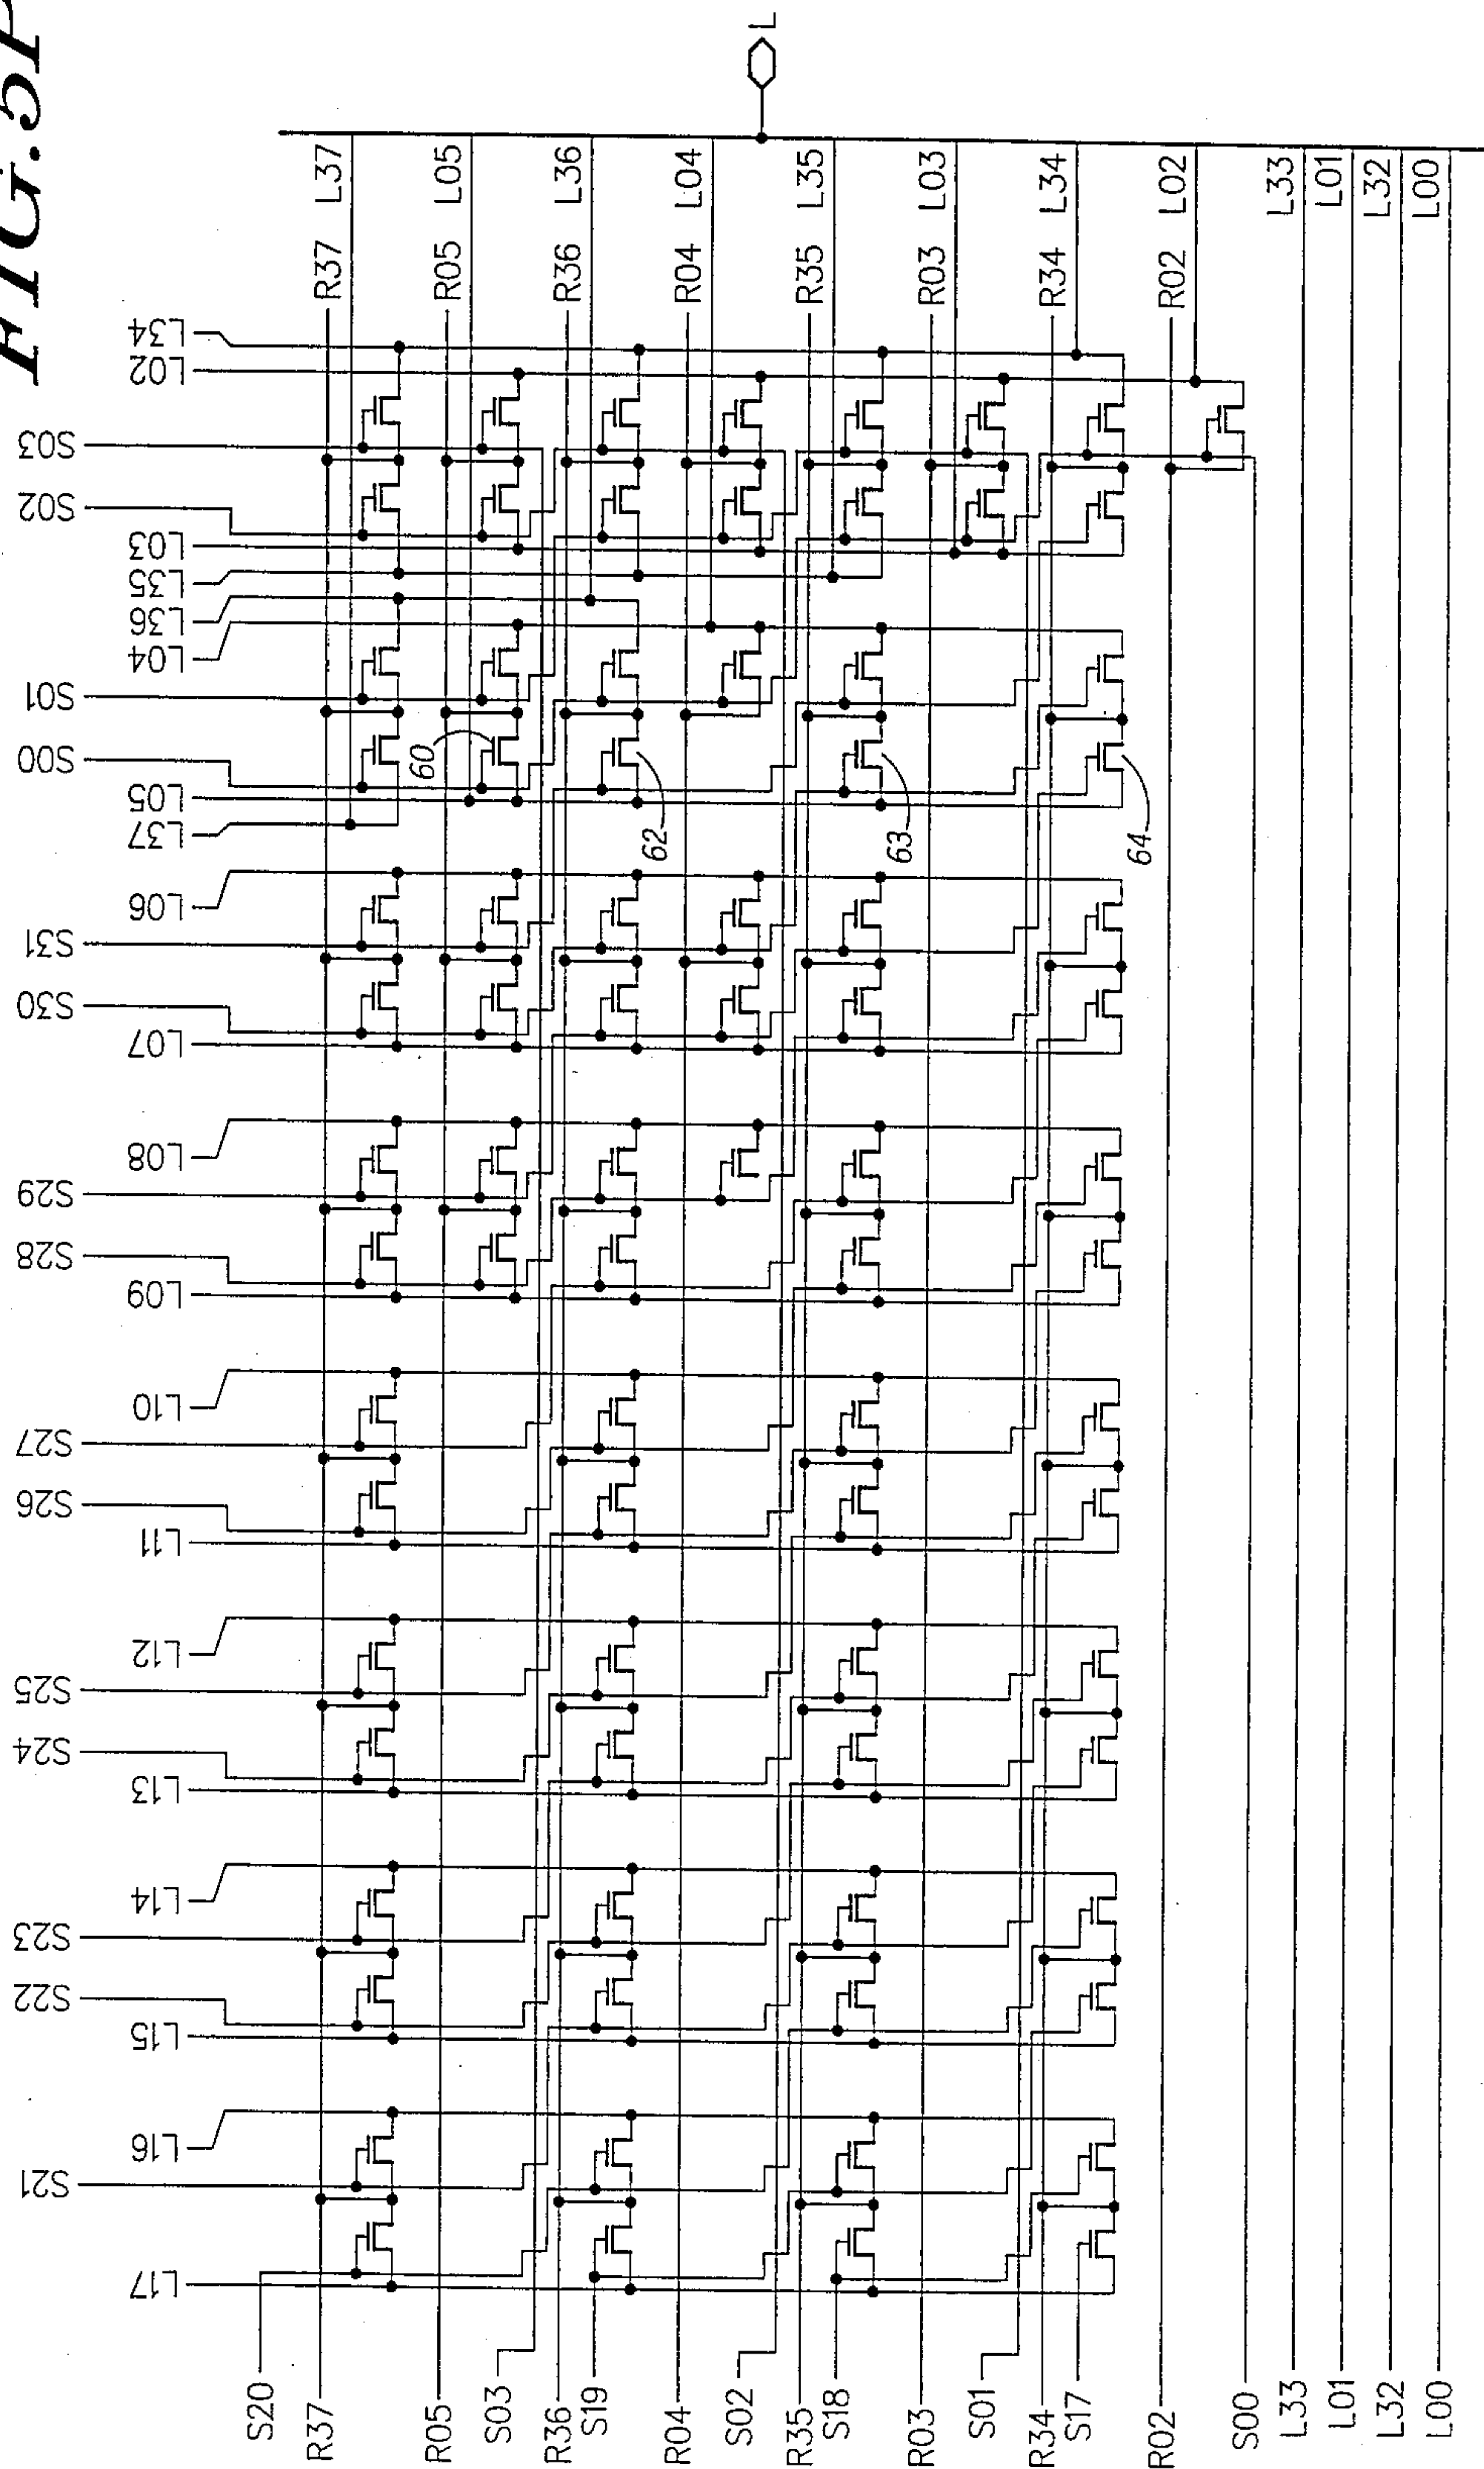 FIG.5P
L
R37 L37
R05 L05
R36 L36
R04 L04
R35 L35
R03 L03
R34 L34
R02 L02
L33
L01
L32
L00
L34
L02
S03
S02
L03
L35
L36
L04
S01
S00
L05
L37
60
62
63
64
L06
S31
S30
L07
L08
S29
S28
L09
L10
S27
S26
L11
L12
S25
S24
L13
L14
S23
S22
L15
L16
S21
L17
S20
R37
R05
S03
R36
S19
R04
S02
R35
S18
R03
S01
R34
S17
R02
S00
L33
L01
L32
L00